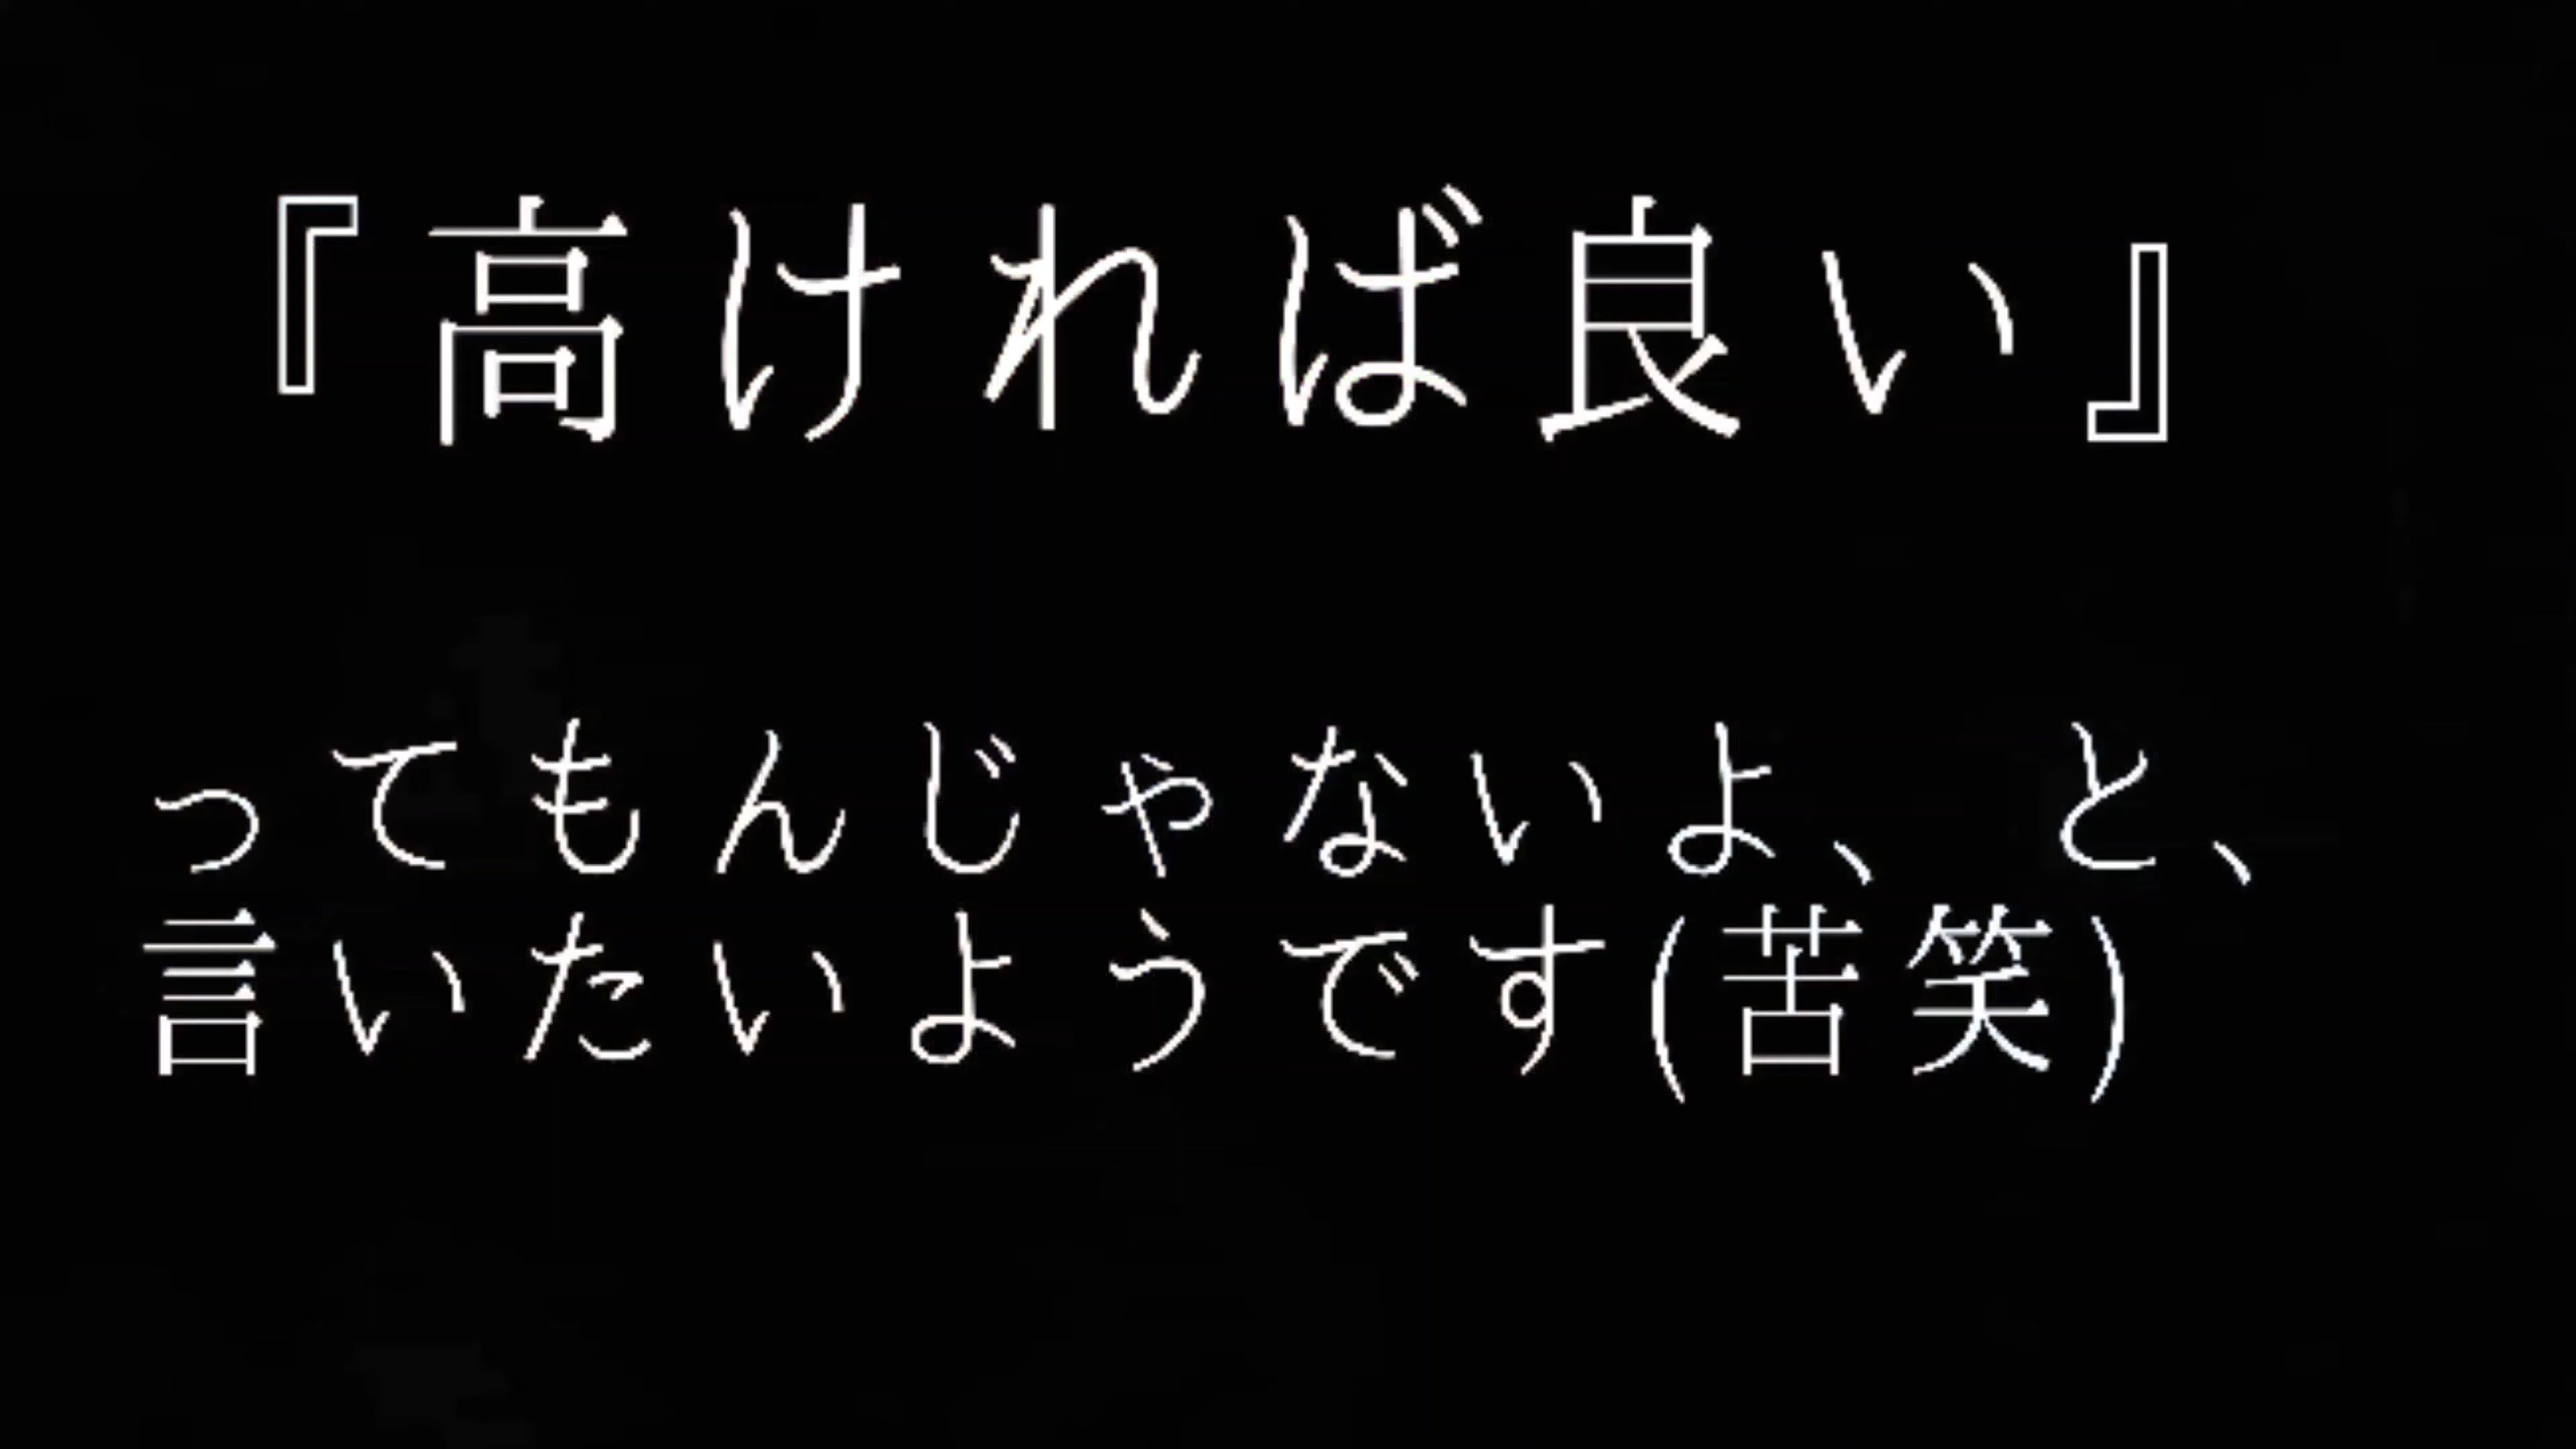 『高ければ良い』
ってもんじゃないよ、と、
言いたいようです(苦笑)